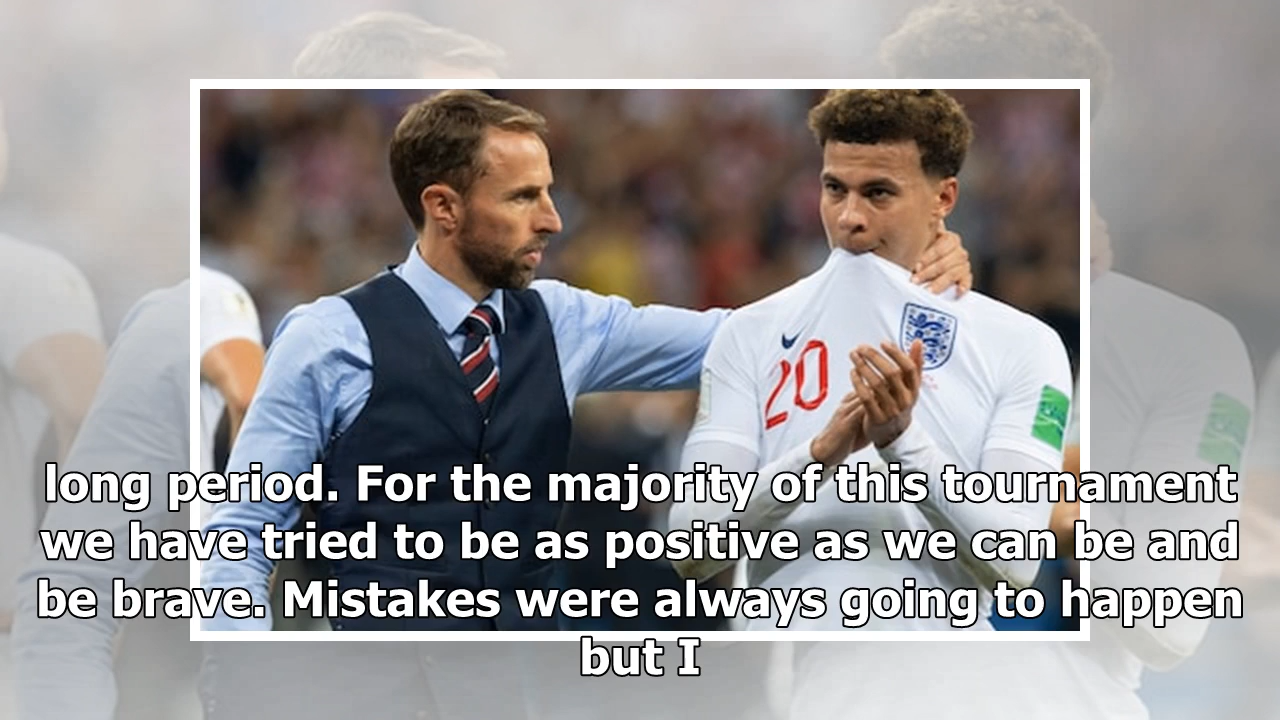 20
long period. For the majority of this tournament
we have tried to be as positive as we can be and
be brave. Mistakes were always going to happen
but I